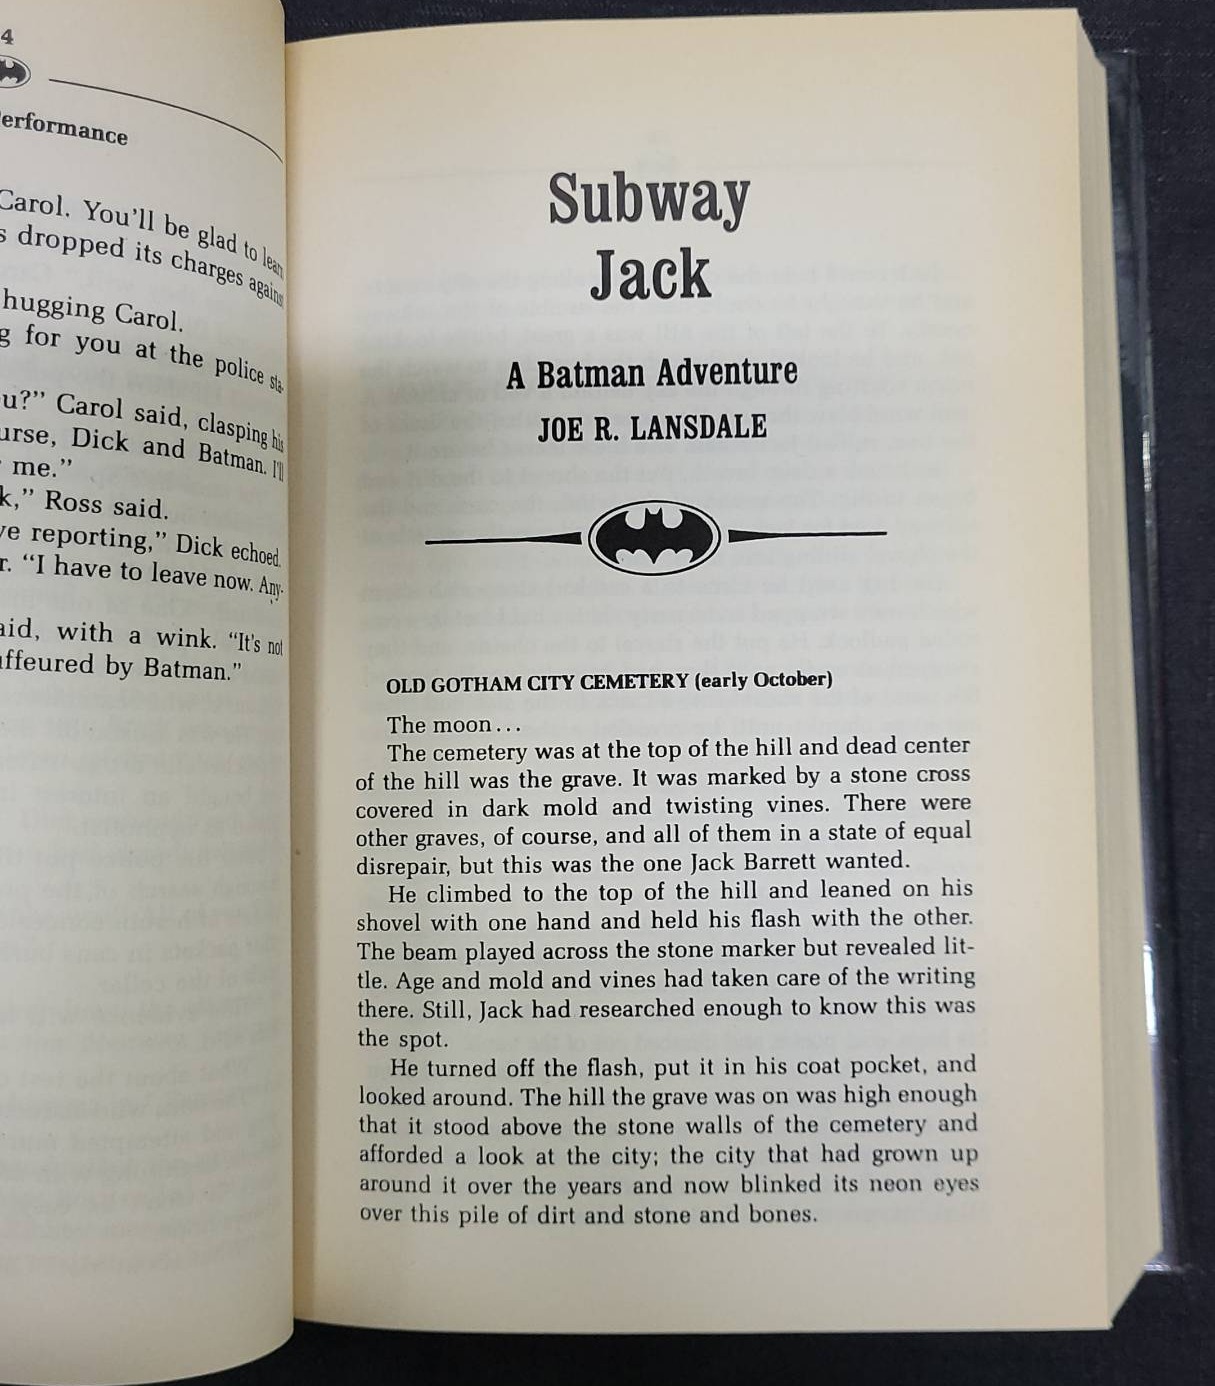 4
erformance
Carol. You'll be glad to learn
s dropped its charges against
hugging Carol.
g for you at the police sta-
ou?" Carol said, clasping his
urse, Dick and Batman. I'll
me."
k," Ross said.
ve reporting," Dick echoed.
r. "I have to leave now. Any-
aid, with a wink. "It's not
uffeured by Batman."
Subway
Jack
A Batman Adventure
JOE R. LANSDALE
OLD GOTHAM CITY CEMETERY (early October)
The moon...
The cemetery was at the top of the hill and dead center
of the hill was the grave. It was marked by a stone cross
covered in dark mold and twisting vines. There were
other graves, of course, and all of them in a state of equal
disrepair, but this was the one Jack Barrett wanted.
He climbed to the top of the hill and leaned on his
shovel with one hand and held his flash with the other.
The beam played across the stone marker but revealed lit-
tle. Age and mold and vines had taken care of the writing
there. Still, Jack had researched enough to know this was
the spot.
He turned off the flash, put it in his coat pocket, and
looked around. The hill the grave was on was high enough
that it stood above the stone walls of the cemetery and
afforded a look at the city; the city that had grown up
around it over the years and now blinked its neon eyes
over this pile of dirt and stone and bones.